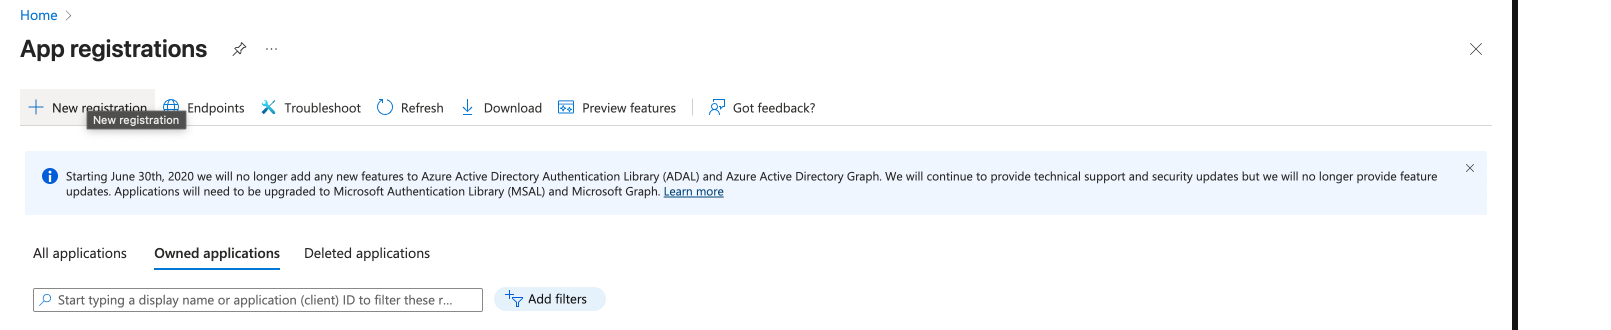 Home
App registrations
New registration Endpoints Troubleshoot Refresh Download Preview features Got feedback?
New registration
Starting June 30th, 2020 we will no longer add any new features to Azure Active Directory Authentication Library (ADAL) and Azure Active Directory Graph. We will continue to provide technical support and security updates but we will no longer provide feature
updates. Applications will need to be upgraded to Microsoft Authentication Library (MSAL) and Microsoft Graph. Learn more
All applications Owned applications Deleted applications
Start typing a display name or application (client) ID to filter these r... Add filters